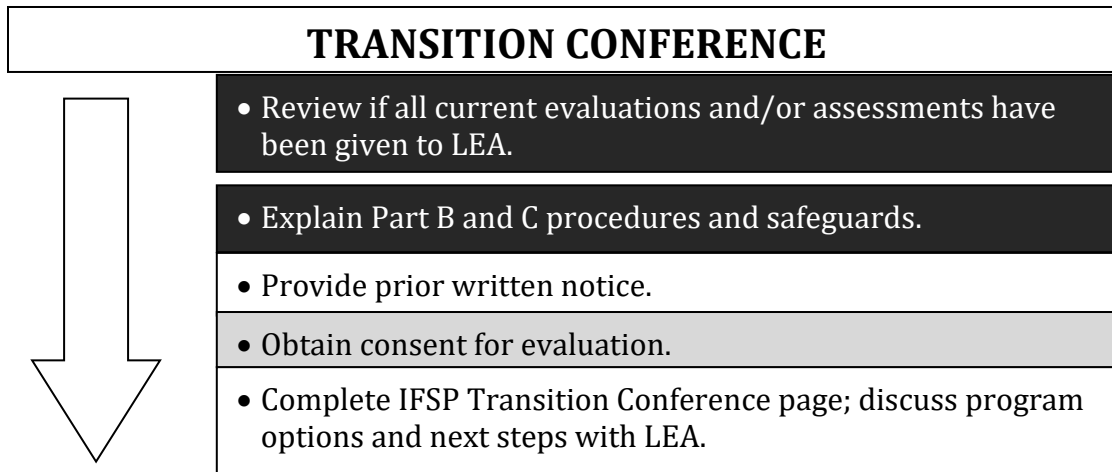 TRANSITION CONFERENCE
• Review if all current evaluations and/or assessments have
been given to LEA.
• Explain Part B and C procedures and safeguards.
• Provide prior written notice.
• Obtain consent for evaluation.
• Complete IFSP Transition Conference page; discuss program
options and next steps with LEA.